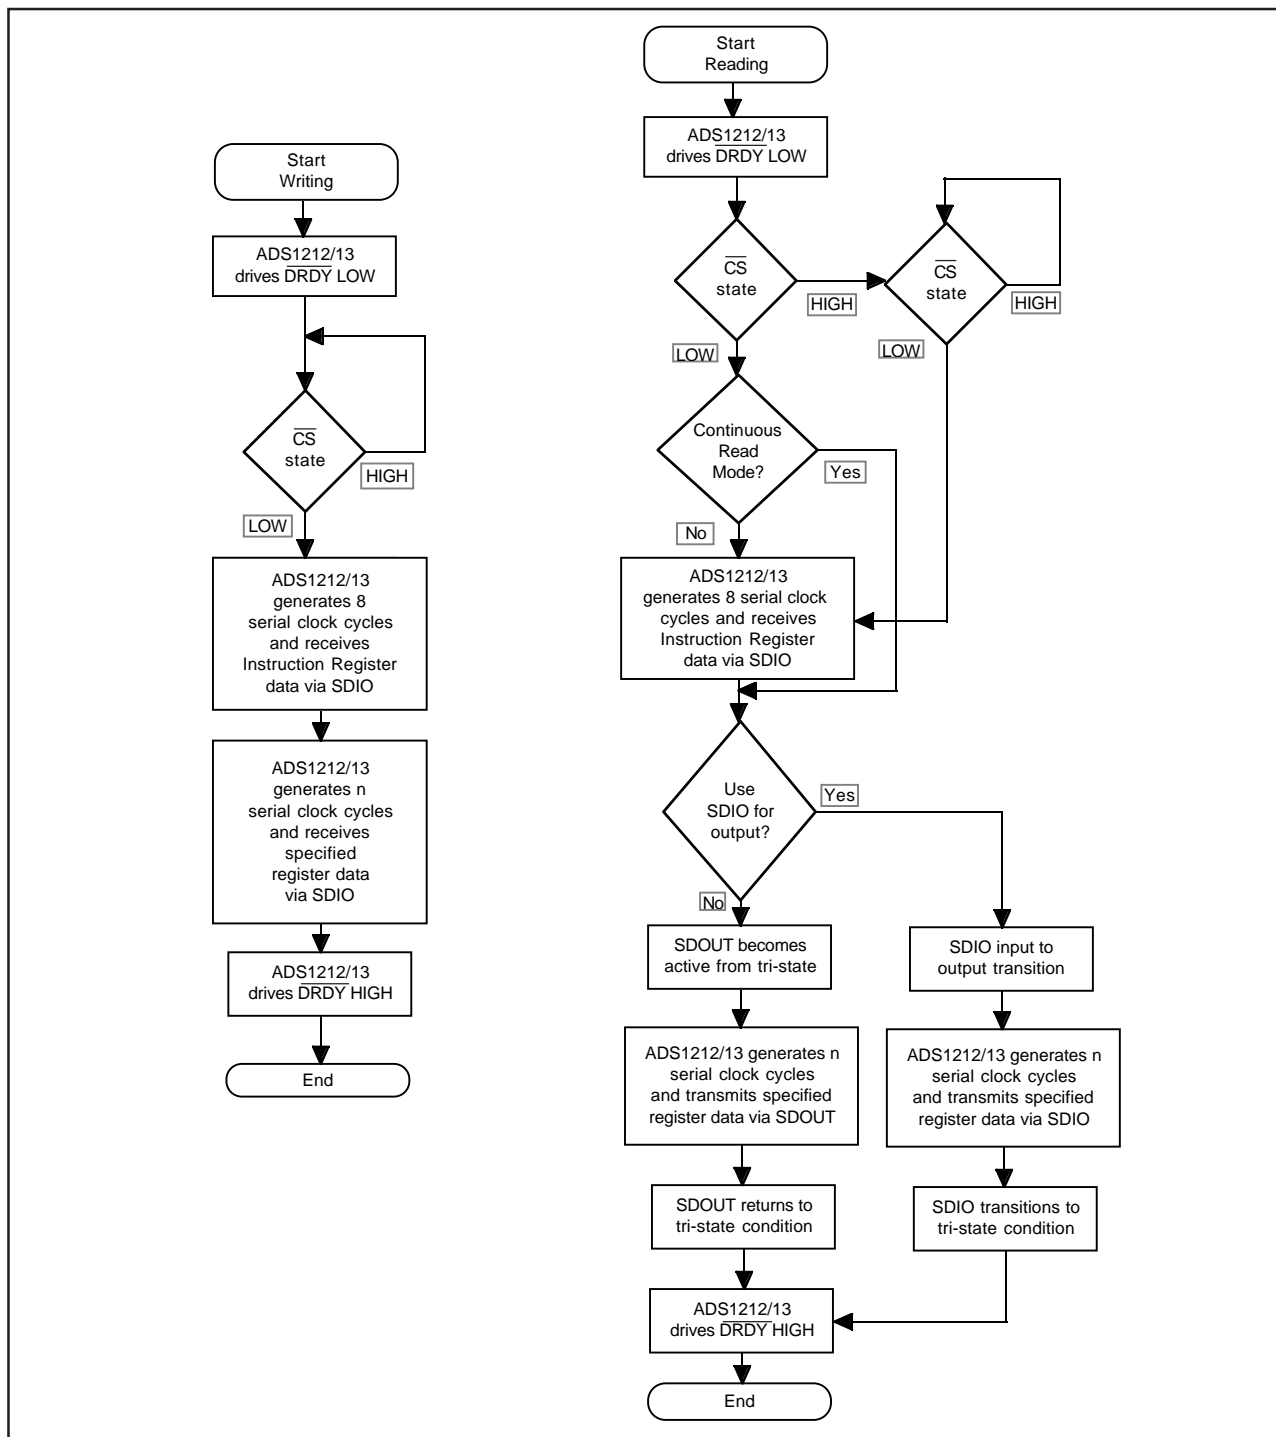 Start
Writing
ADS1212/13
drives DRDY LOW
CS
state
HIGH
LOW
ADS1212/13
generates 8
serial clock cycles
and receives
Instruction Register
data via SDIO
ADS1212/13
generates n
serial clock cycles
and receives
specified
register data
via SDIO
ADS1212/13
drives DRDY HIGH
End
Start
Reading
ADS1212/13
drives DRDY LOW
CS
state
HIGH
CS
state
HIGH
LOW
LOW
Continuous
Read
Mode?
Yes
No
ADS1212/13
generates 8 serial clock
cycles and receives
Instruction Register
data via SDIO
Use
SDIO for
output?
Yes
No
SDOUT becomes
active from tri-state
SDIO input to
output transition
ADS1212/13 generates n
serial clock cycles
and transmits specified
register data via SDOUT
ADS1212/13 generates n
serial clock cycles
and transmits specified
register data via SDIO
SDOUT returns to
tri-state condition
SDIO transitions to
tri-state condition
ADS1212/13
drives DRDY HIGH
End